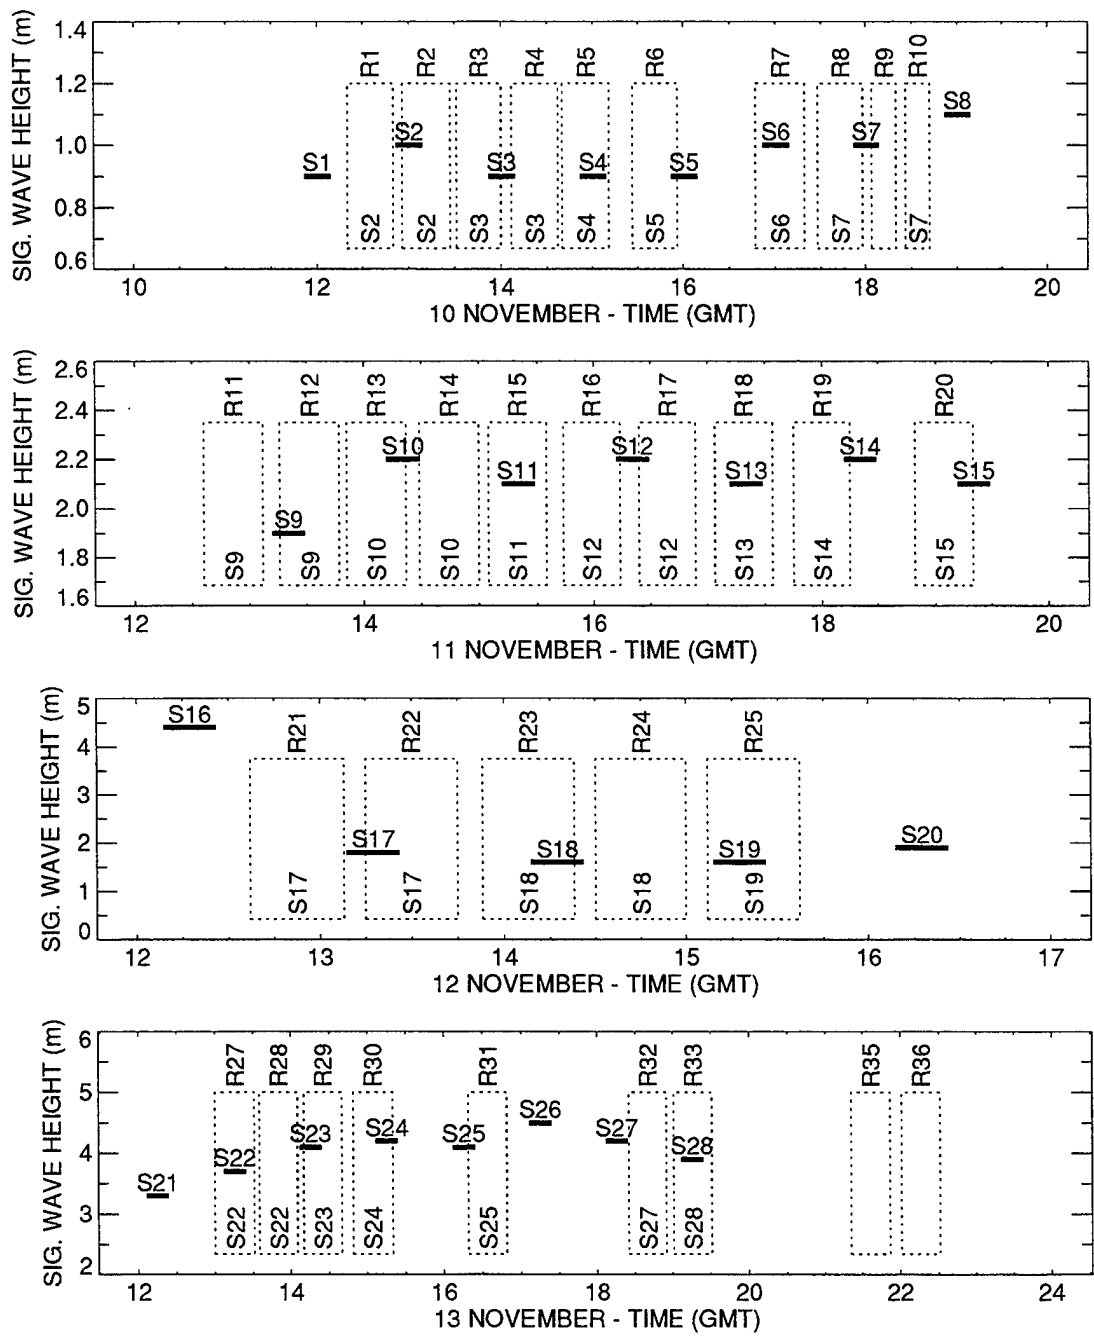 SIG. WAVE HEIGHT (m)
1.4
1.2
1.0
0.8
0.6
R1 R2 R3 R4 R5 R6 R7 R8 R9 R10
S8
S2 S6 S7
S1 S3 S4 S5
S2 S2 S3 S3 S4 S5 S6 S7 S7
10 12 14 16 18 20
10 NOVEMBER - TIME (GMT)
SIG. WAVE HEIGHT (m)
2.6
2.4
2.2
2.0
1.8
1.6
R11 R12 R13 R14 R15 R16 R17 R18 R19 R20
S10 S12 S14
S11 S13 S15
S9
S9 S9 S10 S10 S11 S12 S12 S13 S14 S15
12 14 16 18 20
11 NOVEMBER - TIME (GMT)
SIG. WAVE HEIGHT (m)
5
4
3
2
1
0
S16
R21 R22 R23 R24 R25
S17 S18 S19 S20
S17 S17 S18 S18 S19
12 13 14 15 16 17
12 NOVEMBER - TIME (GMT)
SIG. WAVE HEIGHT (m)
6
5
4
3
2
R27 R28 R29 R30 R31 R32 R33 R35 R36
S26
S23 S24 S25 S27
S22 S28
S21
S22 S22 S23 S24 S25 S27 S28
12 14 16 18 20 22 24
13 NOVEMBER - TIME (GMT)